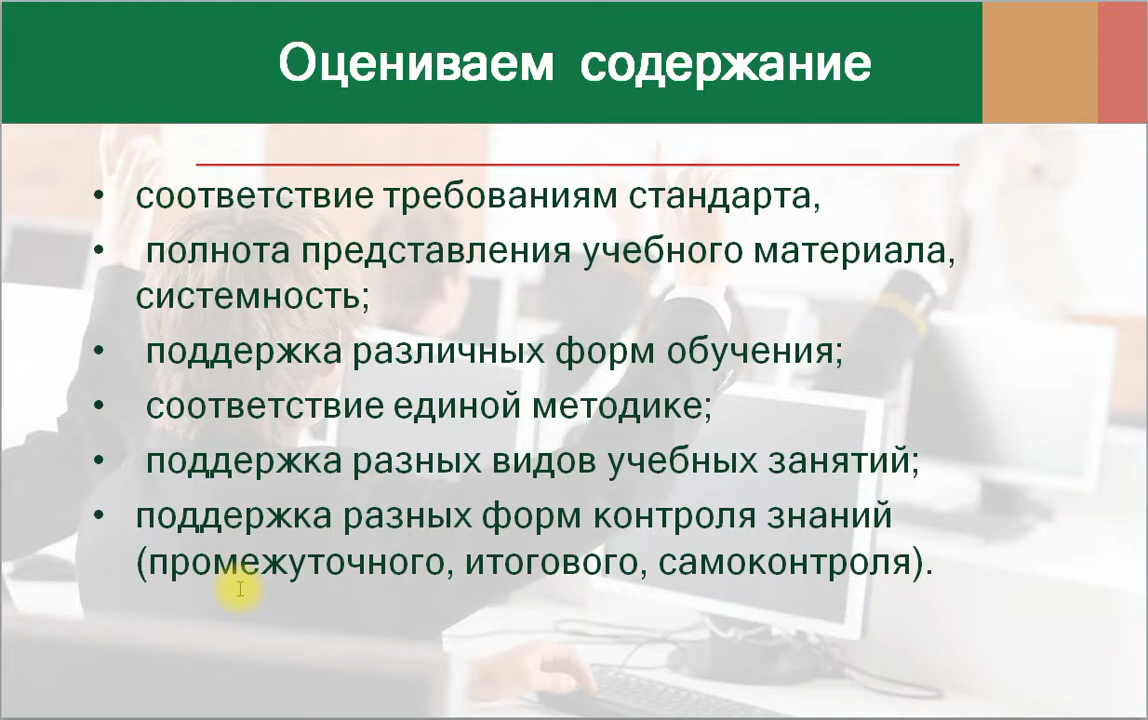 Оцениваем содержание
• соответствие требованиям стандарта,
• полнота представления учебного материала,
системность;
• поддержка различных форм обучения;
• соответствие единой методике;
• поддержка разных видов учебных занятий;
• поддержка разных форм контроля знаний
(промежуточного, итогового, самоконтроля).